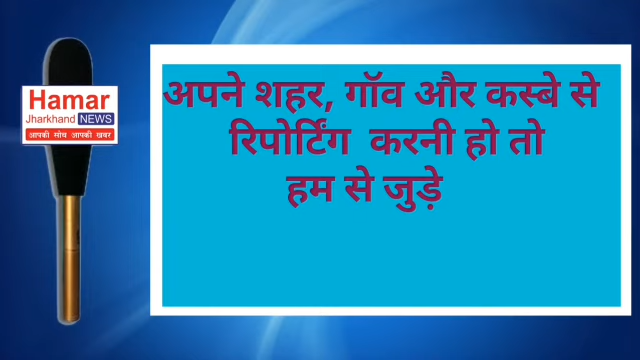 Hamar
Jharkhand NEWS
आपकी सोच आपकी खबर
अपने शहर, गॉव और कस्बे से
रिपोर्टिंग करनी हो तो
हम से जुड़े